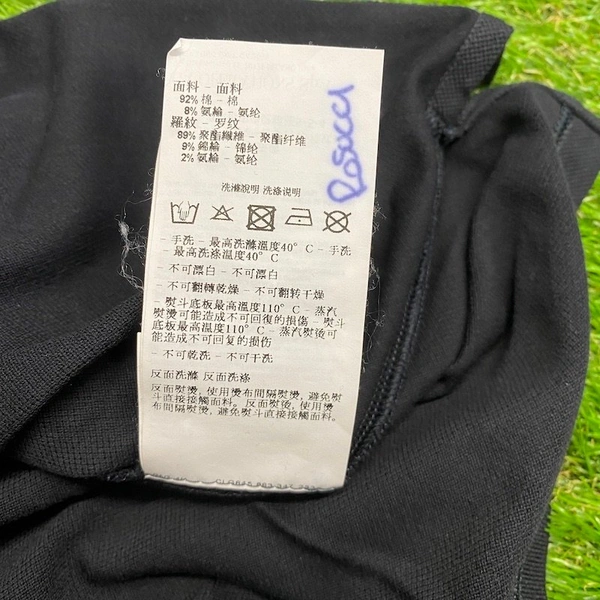 面料 - 面料
92% 棉 - 棉
8% 氨綸 - 氨纶
羅紋 - 罗纹
89% 聚酯纖維 - 聚酯纤维
9% 錦綸 - 锦纶
2% 氨綸 - 氨纶
Rosucci
洗滌說明 洗涤说明
- 手洗 - 最高洗滌溫度40° C - 手洗
- 最高洗涤温度40° C
- 不可漂白 - 不可漂白
- 不可翻轉乾燥 - 不可翻转干燥
- 熨斗底板最高溫度110° C - 蒸汽
熨燙可能造成不可回復的損傷 - 熨斗
底板最高温度110° C - 蒸汽熨烫可
能造成不可回复的损伤
- 不可乾洗 - 不可干洗
反面洗滌 反面洗涤
反面熨燙, 使用燙布間隔熨燙, 避免熨
斗直接接觸面料。 反面熨烫, 使用烫
布间隔熨烫, 避免熨斗直接接触面料。